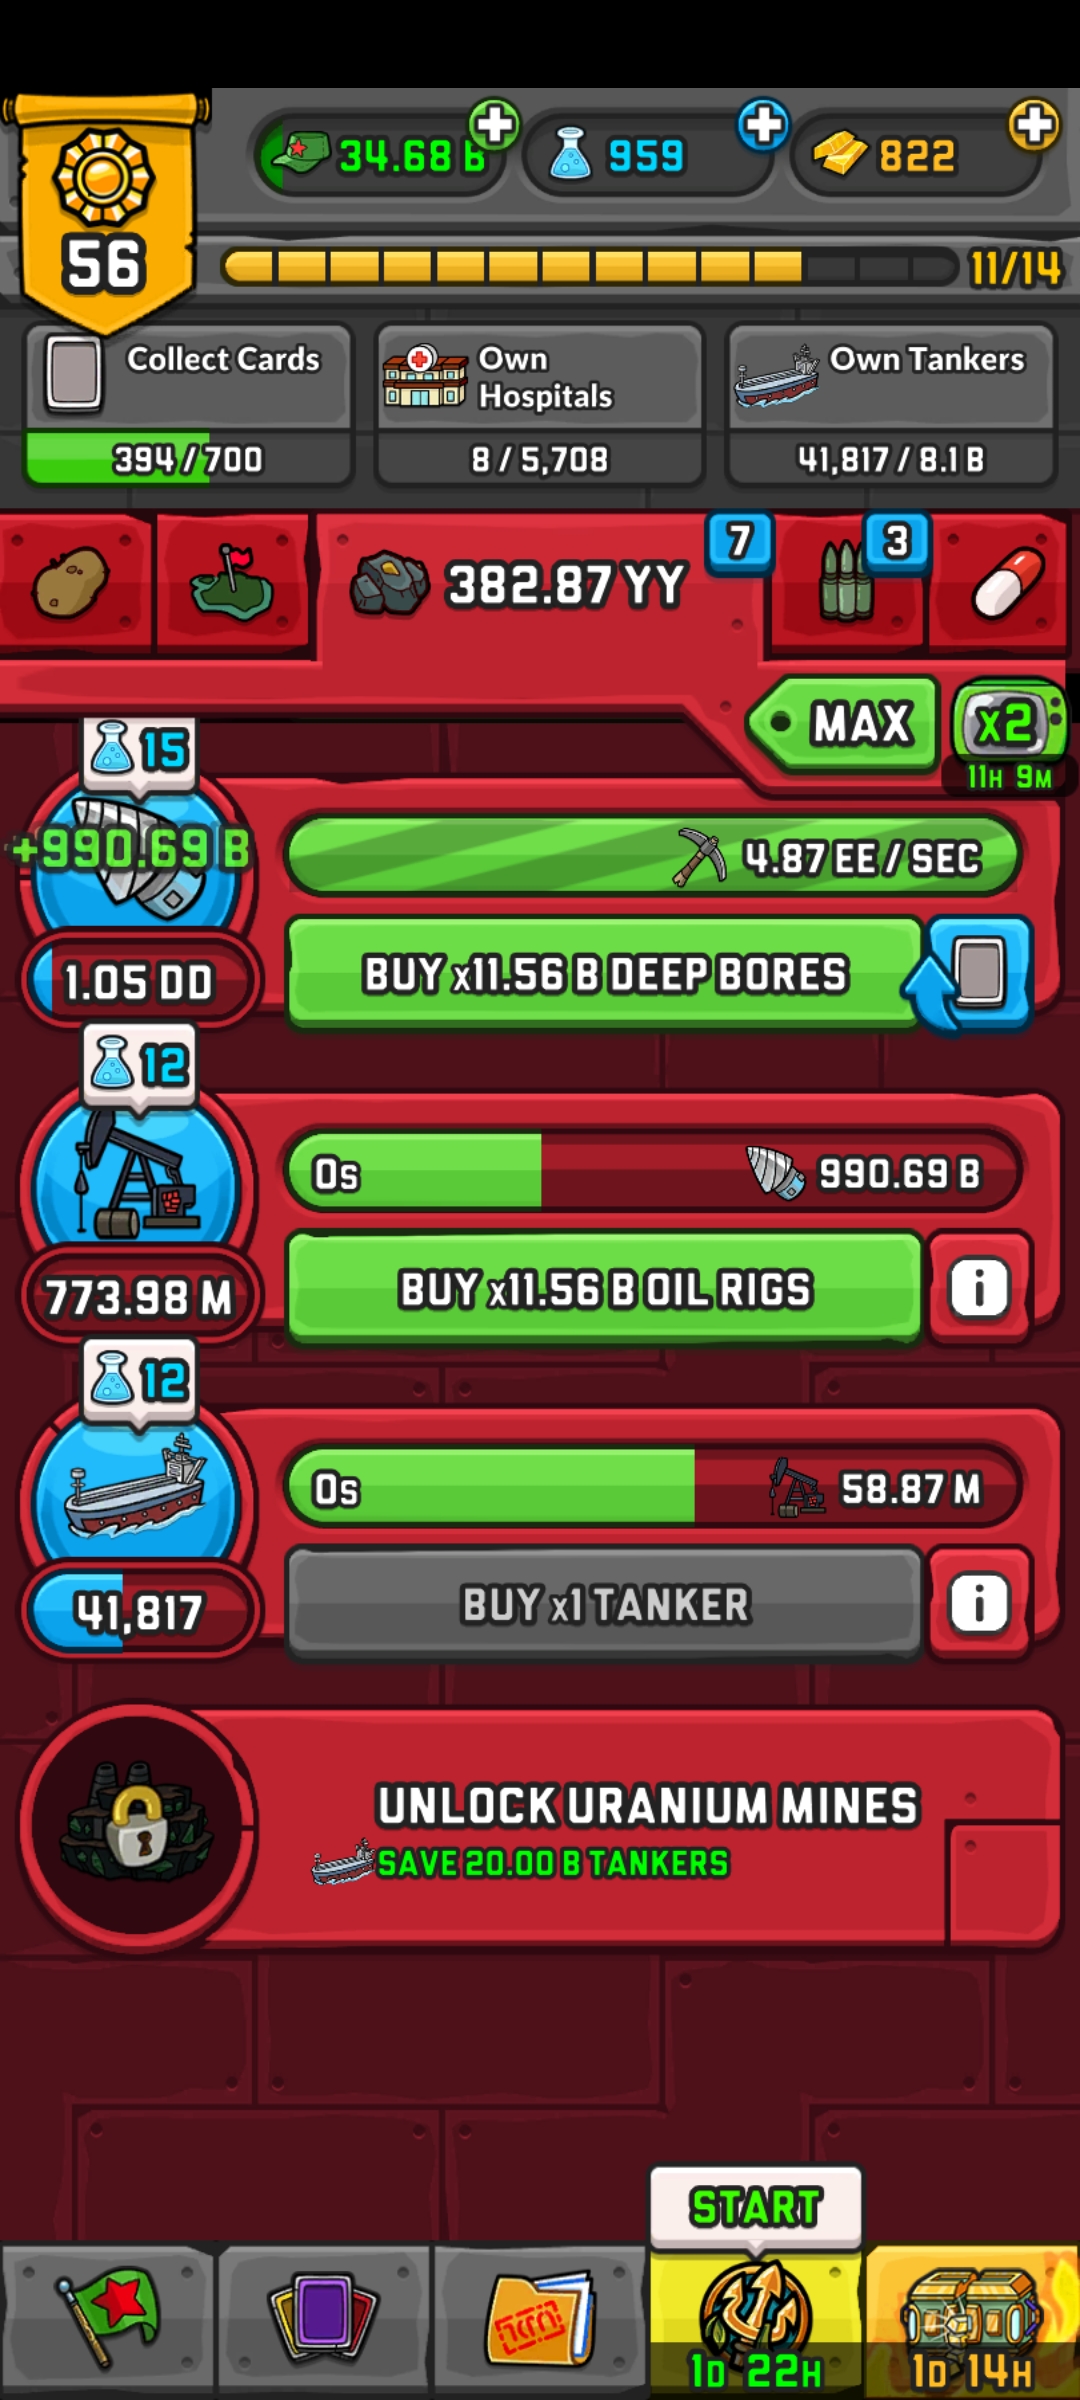 34.68 B
959
822
56
11/14
Collect Cards
Own Hospitals
Own Tankers
394/700
8/5,708
41,817/8.1 B
382.87 YY
7
3
MAX
x2
11H 9M
15
+990.69 B
4.87 EE/SEC
1.05 DD
BUY x11.56 B DEEP BORES
12
0s
990.69 B
773.98 M
BUY x11.56 B OIL RIGS
i
12
0s
58.87 M
41,817
BUY x1 TANKER
i
UNLOCK URANIUM MINES
SAVE 20.00 B TANKERS
START
1D 22H
1D 14H